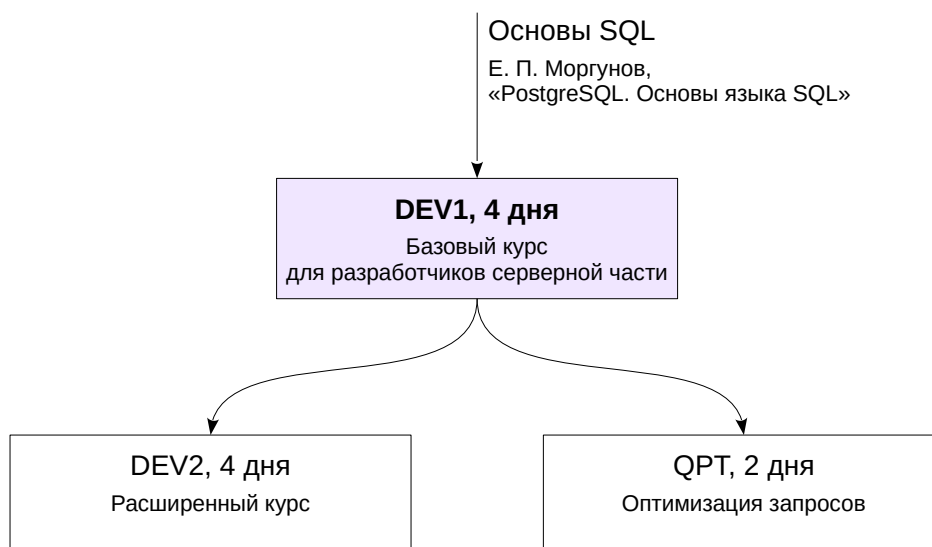 Основы SQL
Е. П. Моргунов,
«PostgreSQL. Основы языка SQL»
DEV1, 4 дня
Базовый курс
для разработчиков серверной части
DEV2, 4 дня
Расширенный курс
QPT, 2 дня
Оптимизация запросов